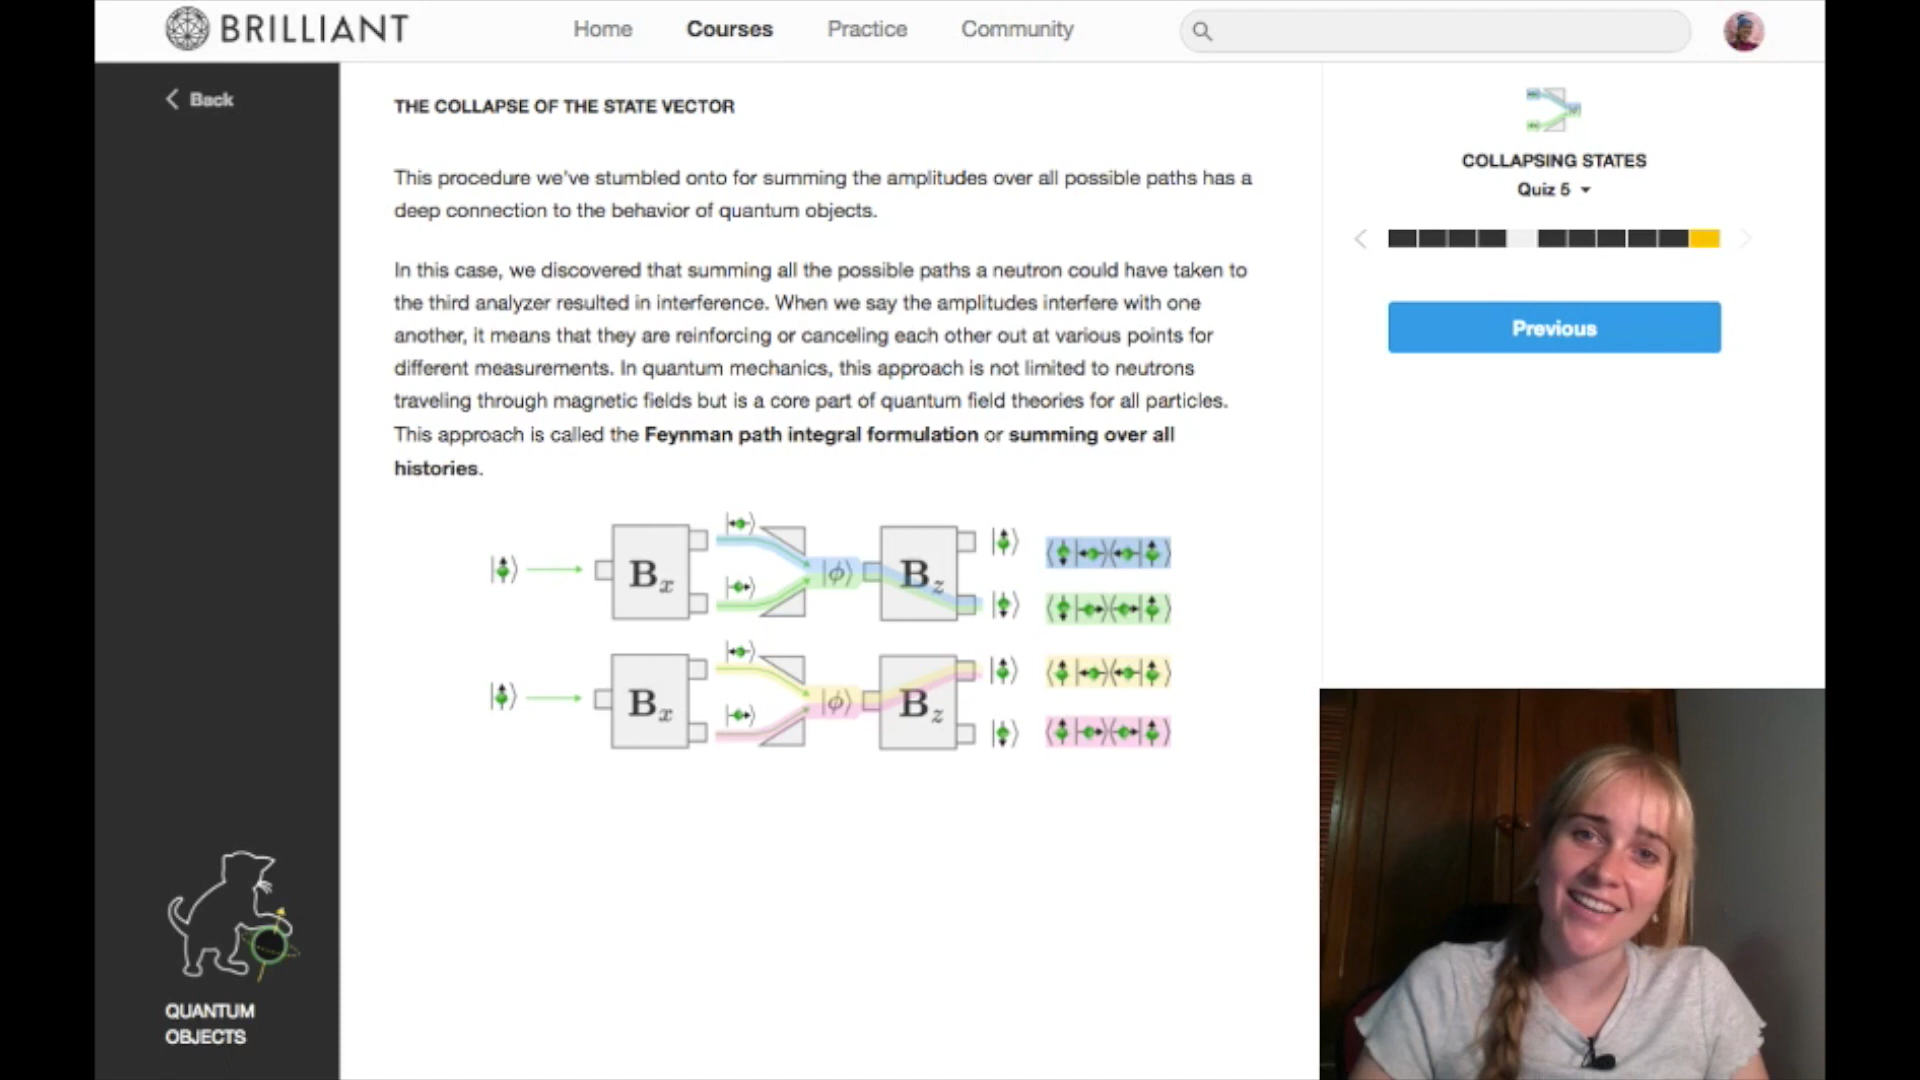 BRILLIANT
Home
Courses
Practice
Community
Back
THE COLLAPSE OF THE STATE VECTOR
This procedure we've stumbled onto for summing the amplitudes over all possible paths has a
deep connection to the behavior of quantum objects.
In this case, we discovered that summing all the possible paths a neutron could have taken to
the third analyzer resulted in interference. When we say the amplitudes interfere with one
another, it means that they are reinforcing or canceling each other out at various points for
different measurements. In quantum mechanics, this approach is not limited to neutrons
traveling through magnetic fields but is a core part of quantum field theories for all particles.
This approach is called the Feynman path integral formulation or summing over all
histories.
Bx
|ϕ⟩
Bz
Bx
|ϕ⟩
Bz
COLLAPSING STATES
Quiz 5
Previous
QUANTUM
OBJECTS